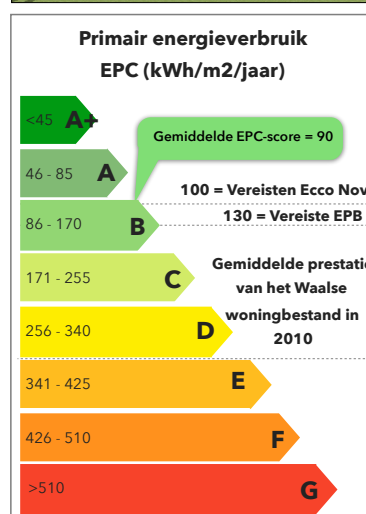 Primair energieverbruik
EPC (kWh/m2/jaar)
<45 A+
Gemiddelde EPC-score = 90
46 - 85 A
100 = Vereisten Ecco Nov
86 - 170 B
130 = Vereiste EPB
171 - 255 C
Gemiddelde prestatie
van het Waalse
woningbestand in
2010
256 - 340 D
341 - 425 E
426 - 510 F
>510 G